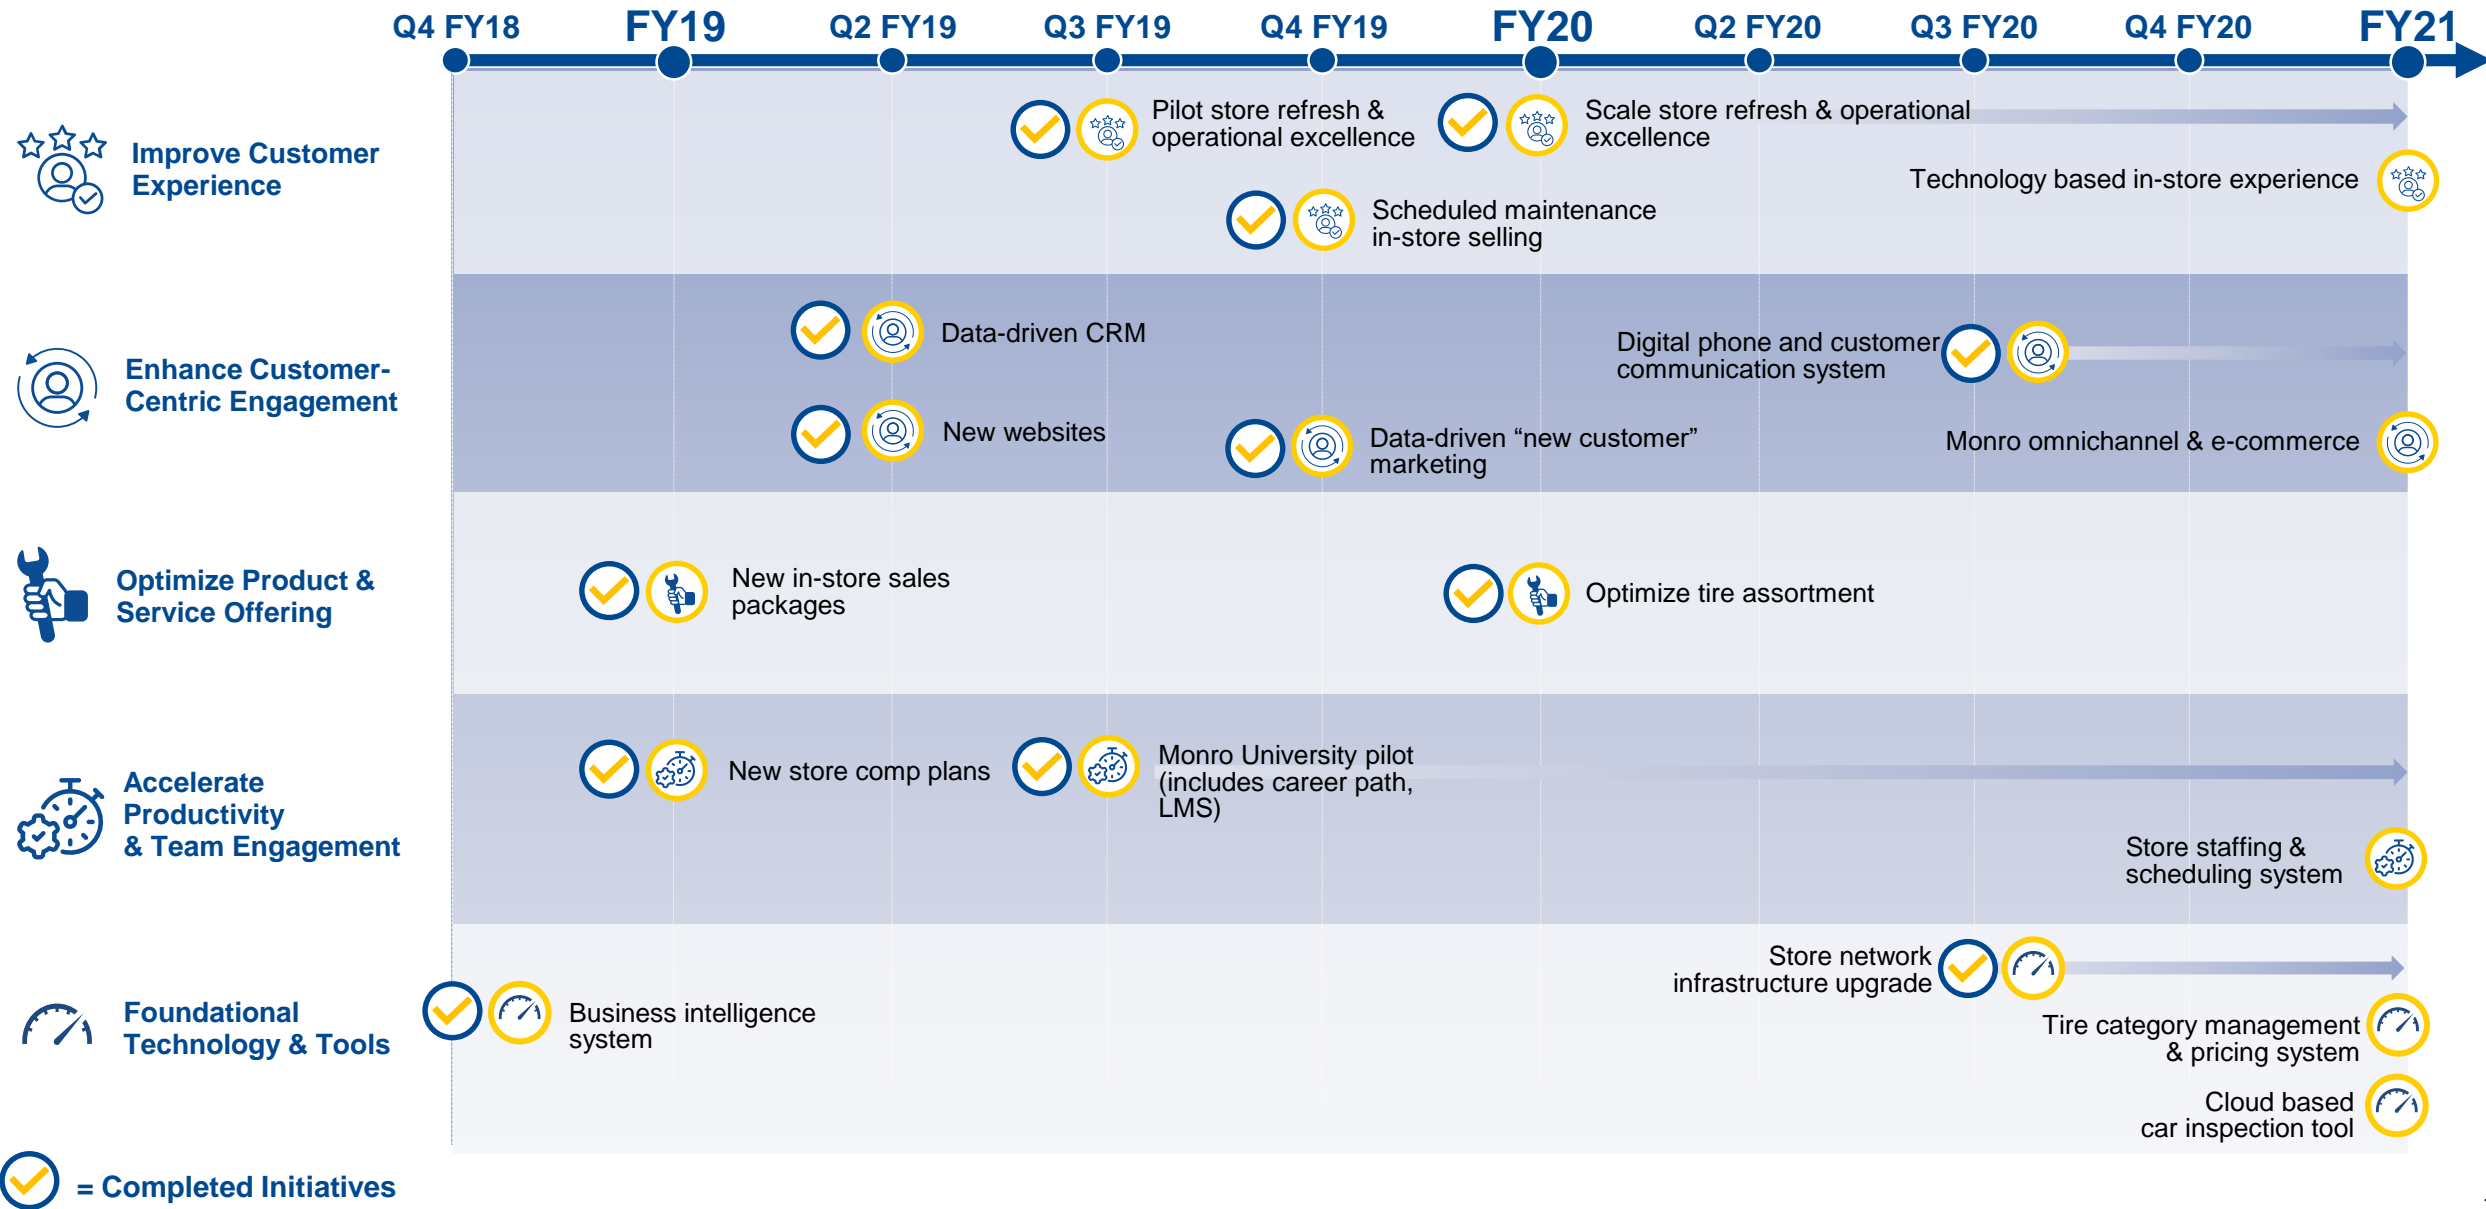 Q4 FY18
FY19
Q2 FY19
Q3 FY19
Q4 FY19
FY20
Q2 FY20
Q3 FY20
Q4 FY20
FY21
Improve Customer
Experience
Pilot store refresh &
operational excellence
Scale store refresh & operational
excellence
Technology based in-store experience
Scheduled maintenance
in-store selling
Enhance Customer-
Centric Engagement
Data-driven CRM
Digital phone and customer
communication system
New websites
Data-driven “new customer”
marketing
Monro omnichannel & e-commerce
Optimize Product &
Service Offering
New in-store sales
packages
Optimize tire assortment
Accelerate
Productivity
& Team Engagement
New store comp plans
Monro University pilot
(includes career path,
LMS)
Store staffing &
scheduling system
Foundational
Technology & Tools
Business intelligence
system
Store network
infrastructure upgrade
Tire category management
& pricing system
Cloud based
car inspection tool
= Completed Initiatives